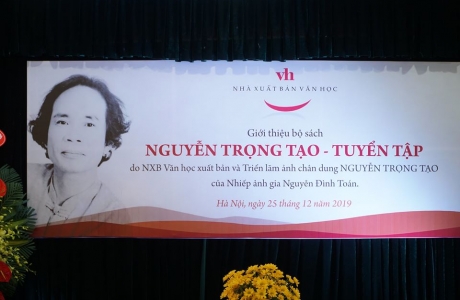 vh
NHÀ XUẤT BẢN VĂN HỌC
Giới thiệu bộ sách
NGUYỄN TRỌNG TẠO - TUYỂN TẬP
do NXB Văn học xuất bản và Triển lãm ảnh chân dung NGUYỄN TRỌNG TẠO
của Nhiếp ảnh gia Nguyễn Đình Toán.
Hà Nội, ngày 25 tháng 12 năm 2019